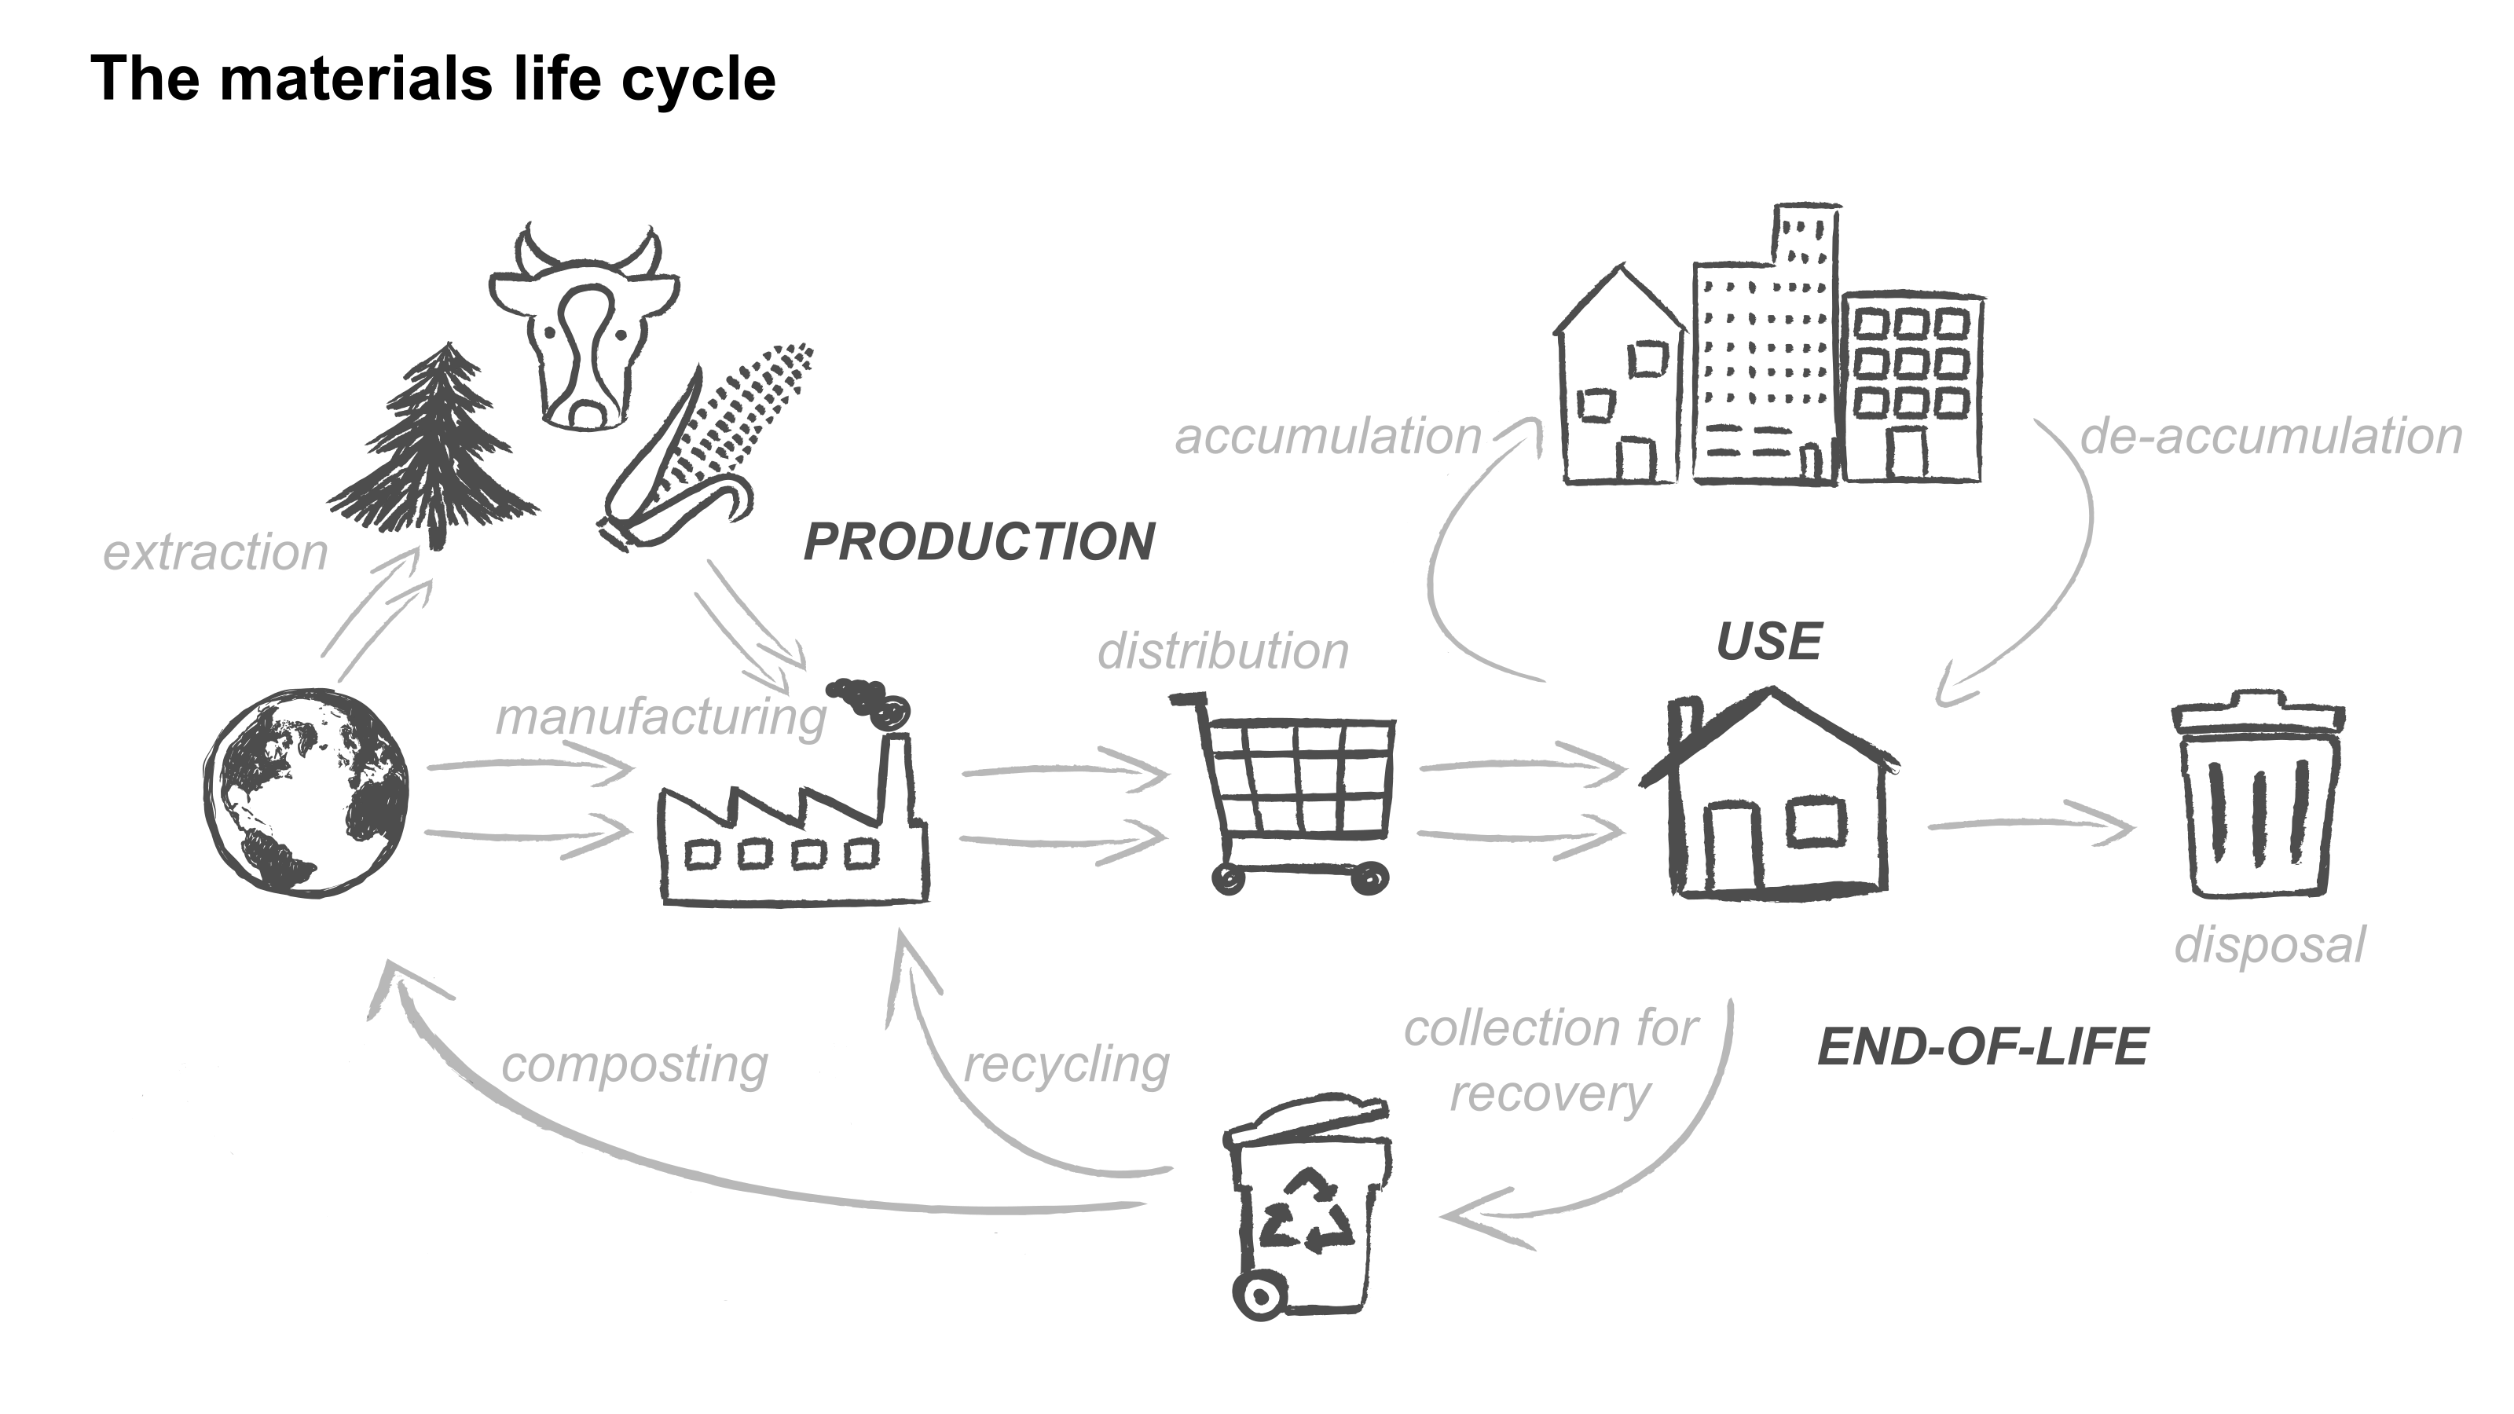 The materials life cycle
accumulation
de-accumulation
extraction
PRODUCTION
distribution
USE
manufacturing
disposal
collection for
recovery
END-OF-LIFE
composting
recycling